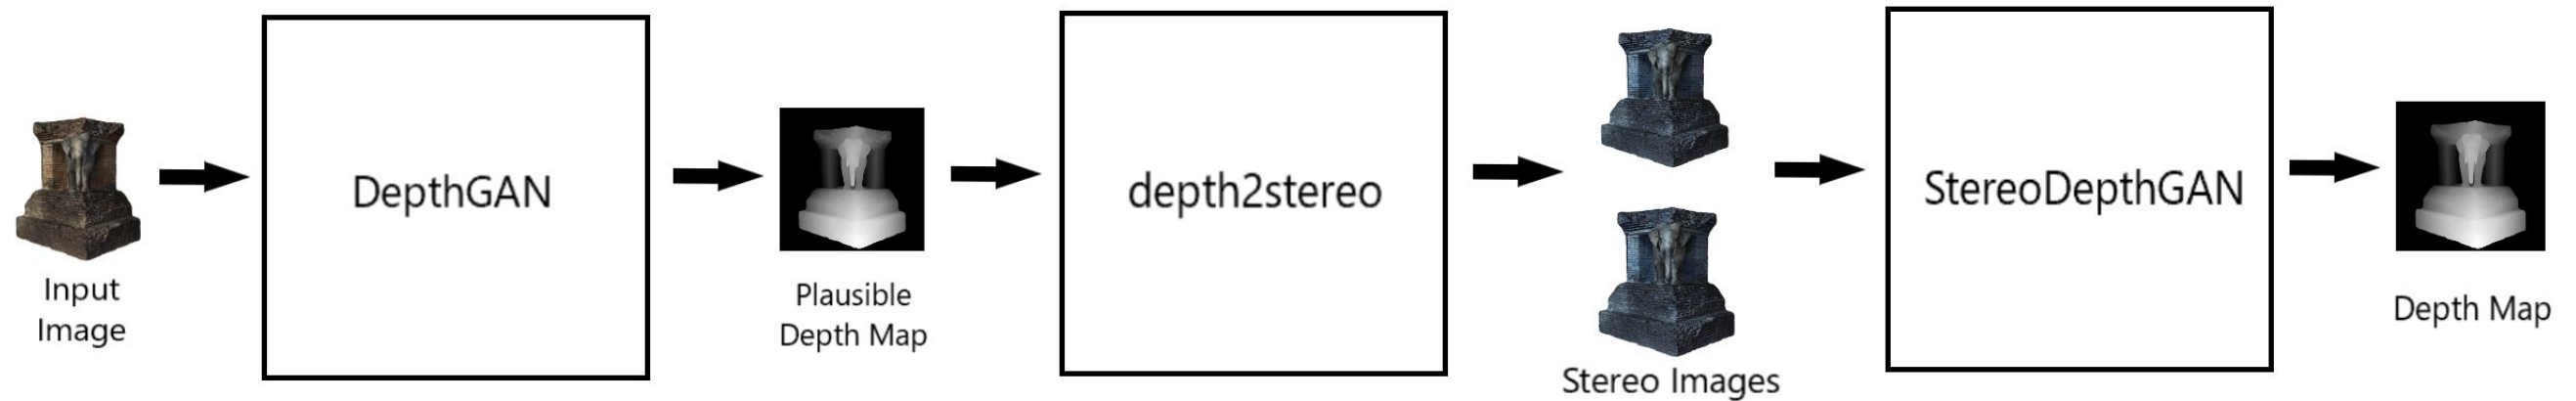 Input
Image
DepthGAN
Plausible
Depth Map
depth2stereo
Stereo Images
StereoDepthGAN
Depth Map